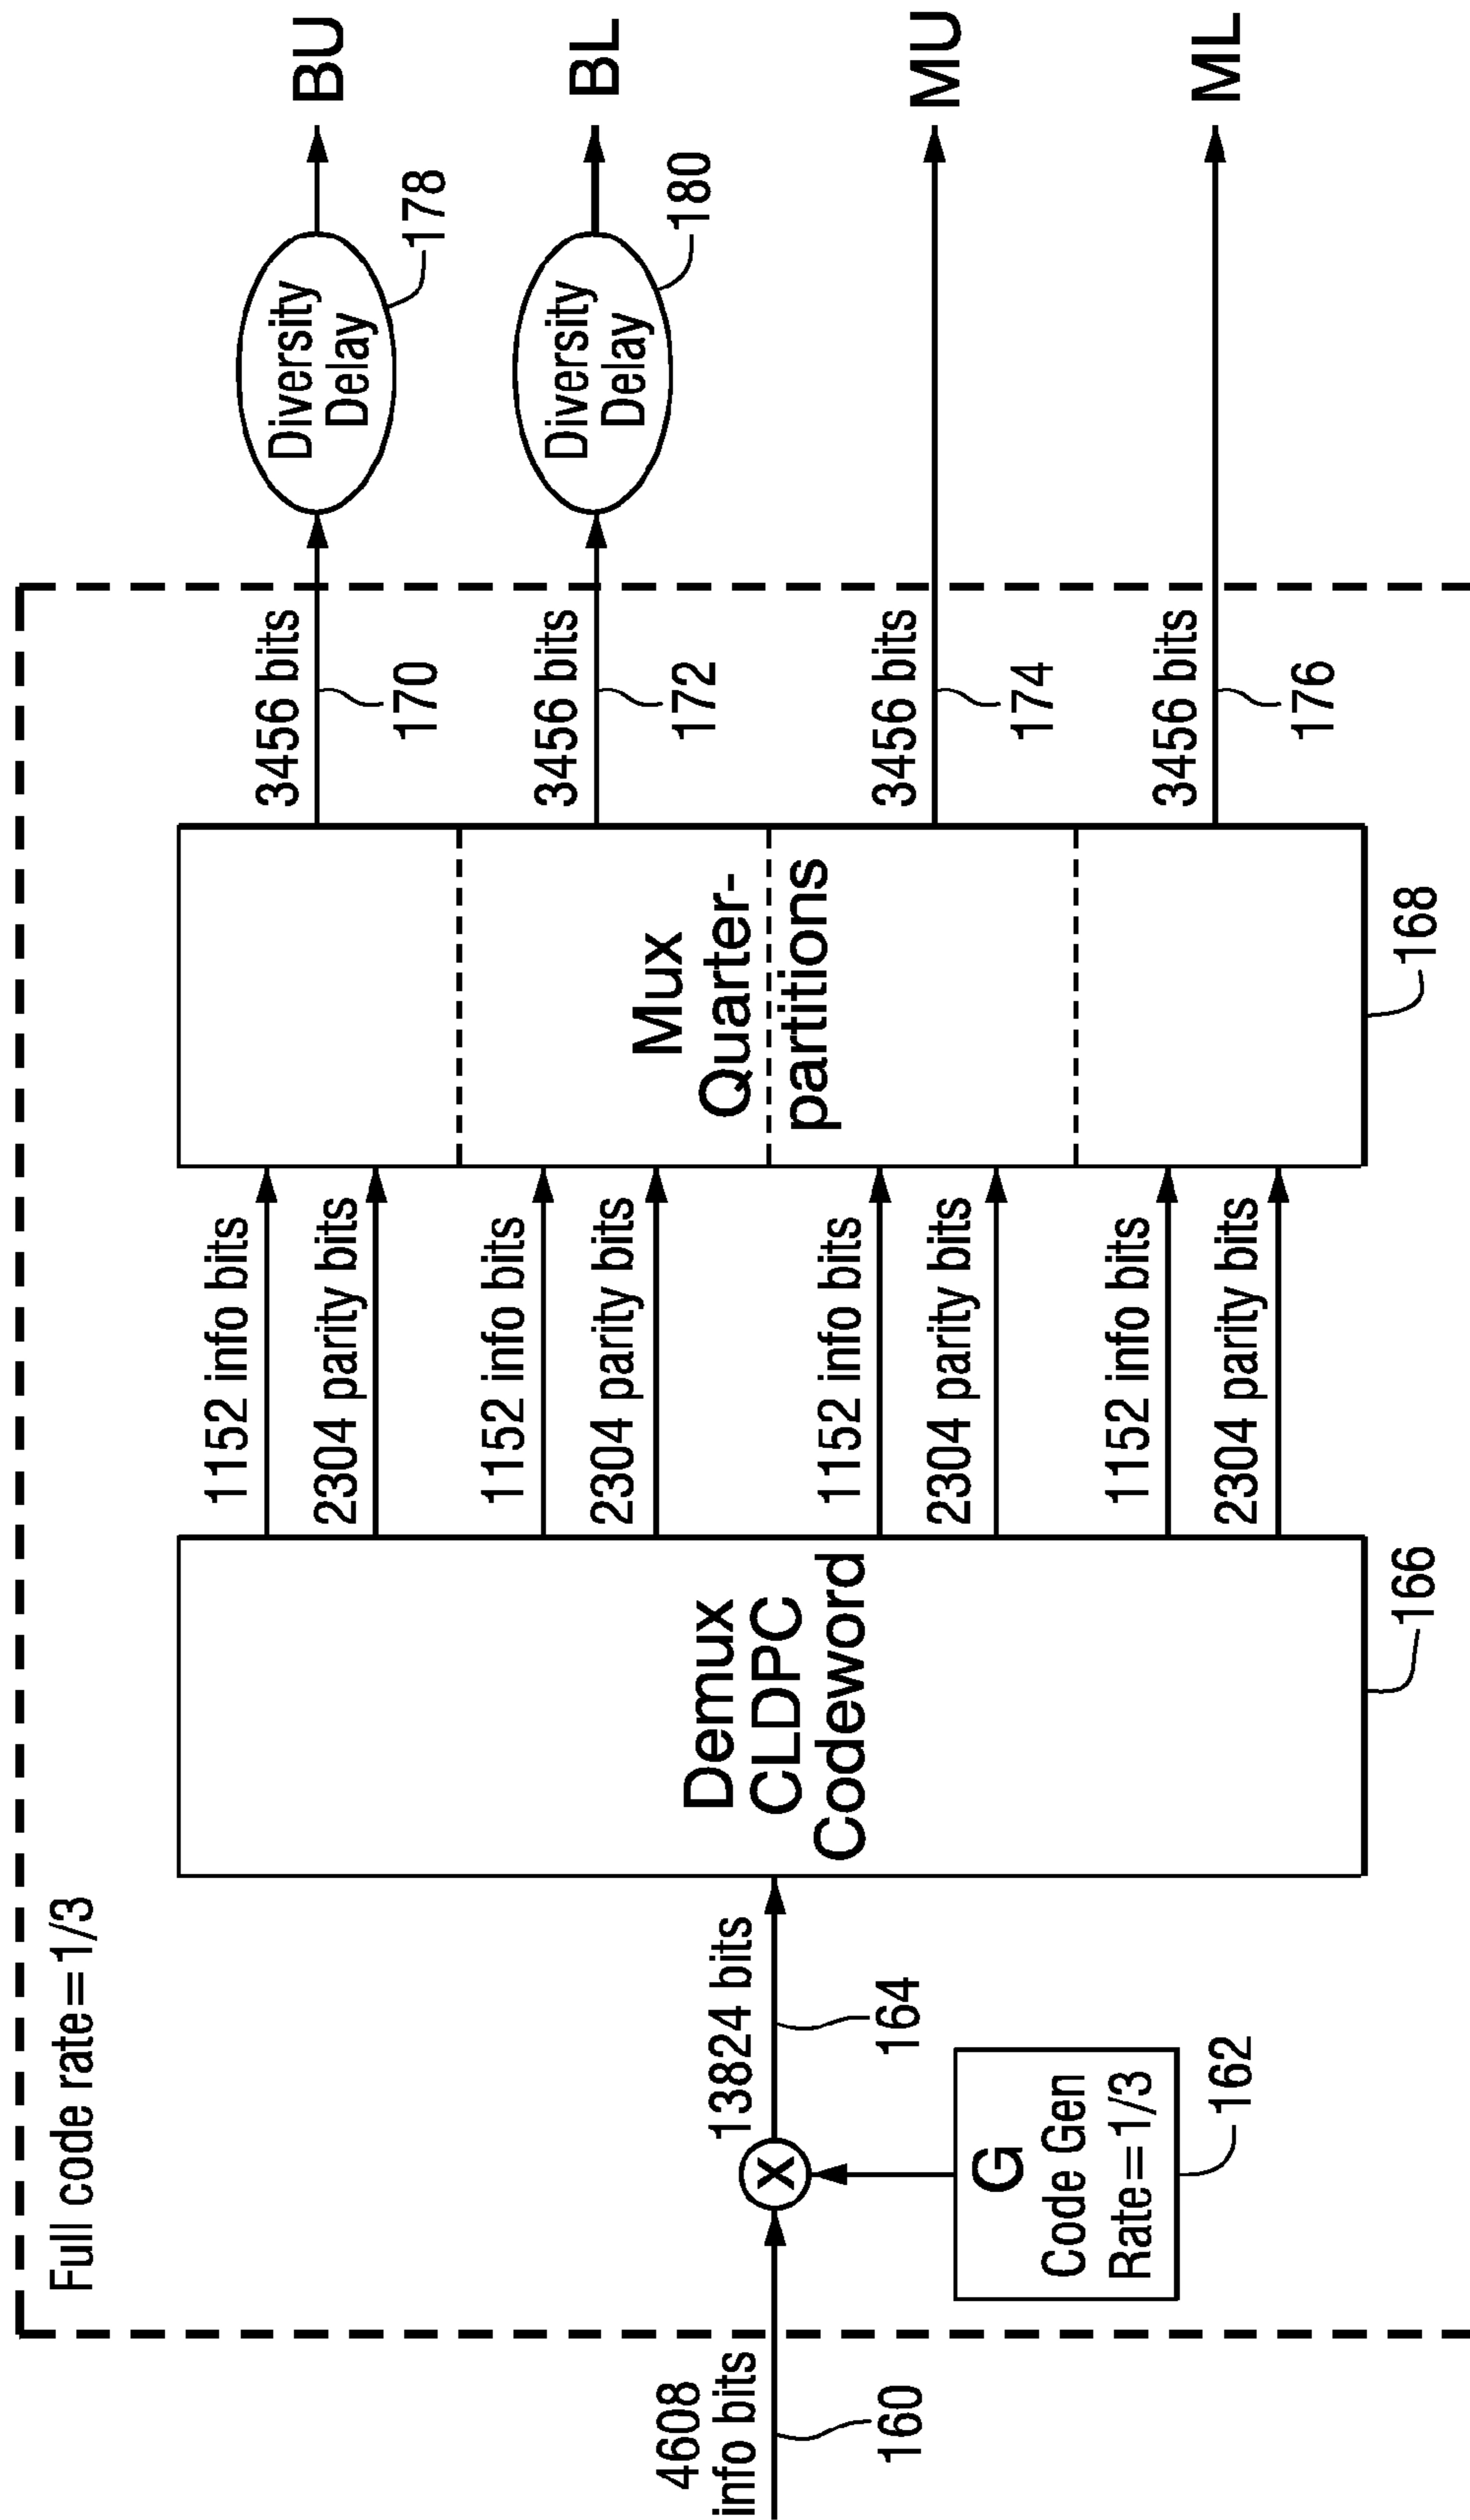 Full code rate=1/3
4608
info bits
160
G
Code Gen
Rate=1/3
162
X
13824 bits
164
Demux
CLDPC
Codeword
166
1152 info bits
2304 parity bits
1152 info bits
2304 parity bits
1152 info bits
2304 parity bits
1152 info bits
2304 parity bits
Mux
Quarter-
partitions
168
3456 bits
170
3456 bits
172
3456 bits
174
3456 bits
176
Diversity
Delay
178
Diversity
Delay
180
BU
BL
MU
ML